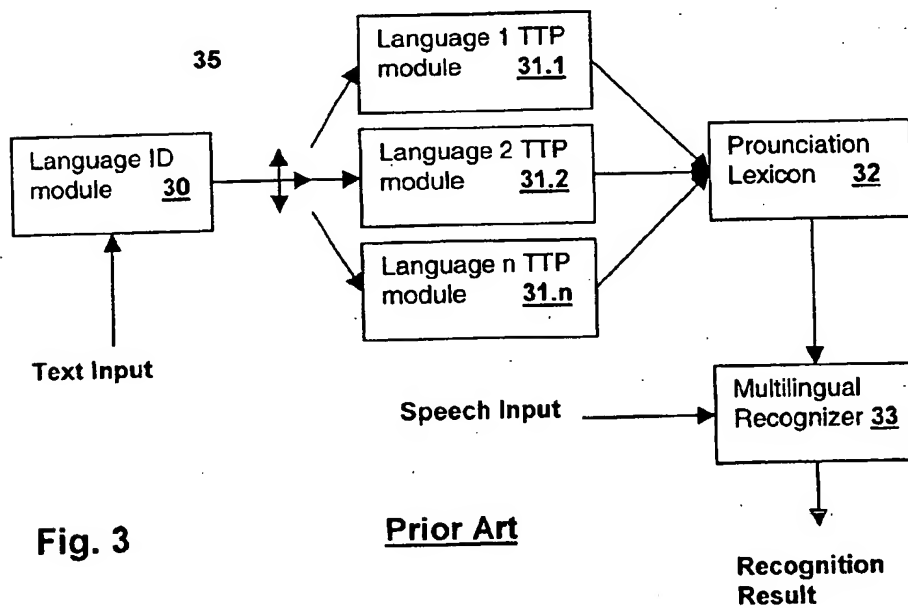 35
Language 1 TTP
module 31.1
Language ID
module 30
Language 2 TTP
module 31.2
Language n TTP
module 31.n
Prounciation
Lexicon 32
Text Input
Speech Input
Multilingual
Recognizer 33
Fig. 3
Prior Art
Recognition
Result